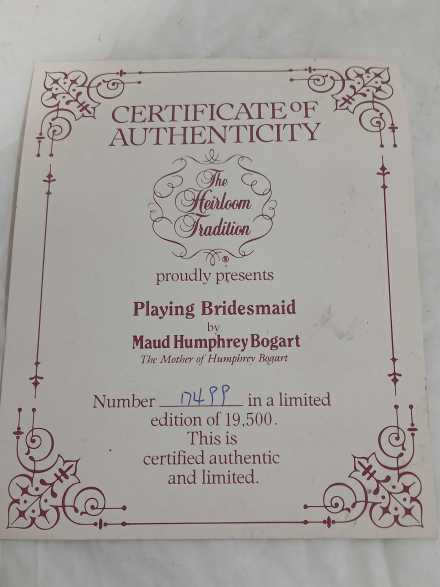 CERTIFICATE OF
AUTHENTICITY
The
Heirloom
Tradition
®
proudly presents
Playing Bridesmaid
by
Maud Humphrey Bogart
The Mother of Humphrey Bogart
Number 17499 in a limited
edition of 19,500.
This is
certified authentic
and limited.